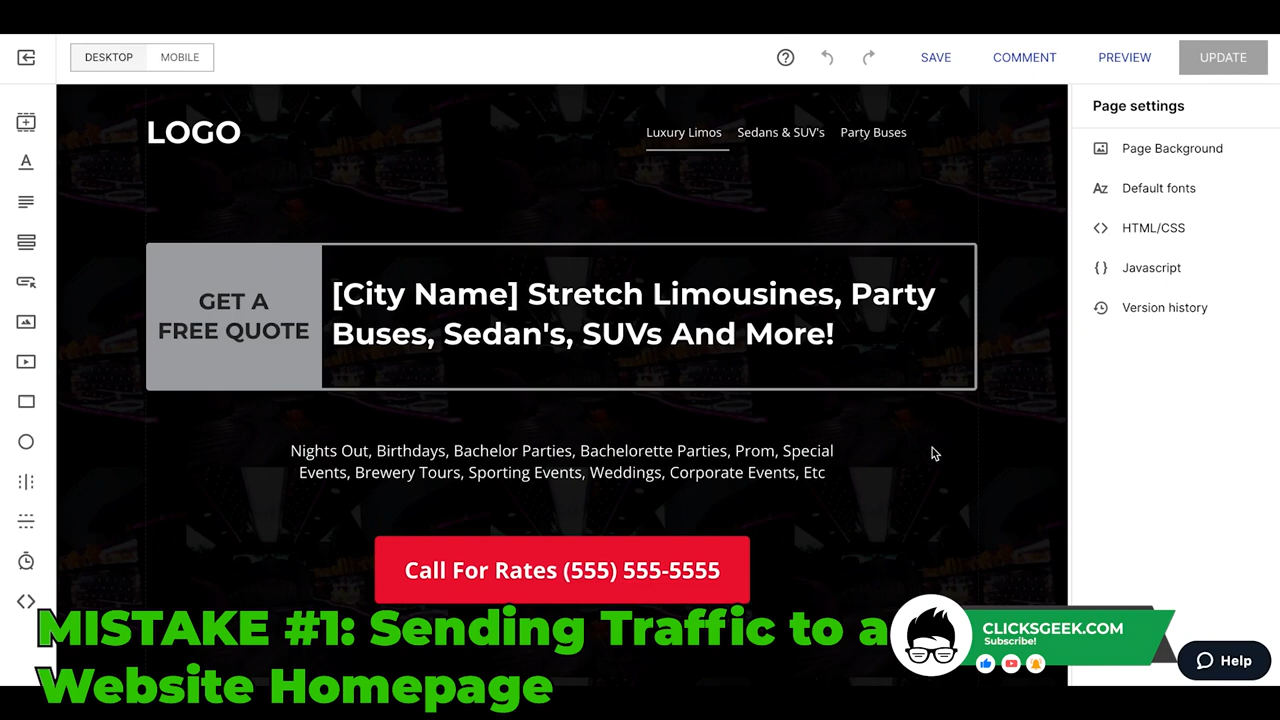 DESKTOP
MOBILE
SAVE
COMMENT
PREVIEW
UPDATE
LOGO
Luxury Limos
Sedans & SUV's
Party Buses
Page settings
Page Background
Az Default fonts
HTML/CSS
Javascript
Version history
GET A
FREE QUOTE
[City Name] Stretch Limousines, Party
Buses, Sedan's, SUVs And More!
Nights Out, Birthdays, Bachelor Parties, Bachelorette Parties, Prom, Special
Events, Brewery Tours, Sporting Events, Weddings, Corporate Events, Etc
Call For Rates (555) 555-5555
MISTAKE #1: Sending Traffic to a
Website Homepage
CLICKSGEEK.COM
Subscribe!
Help